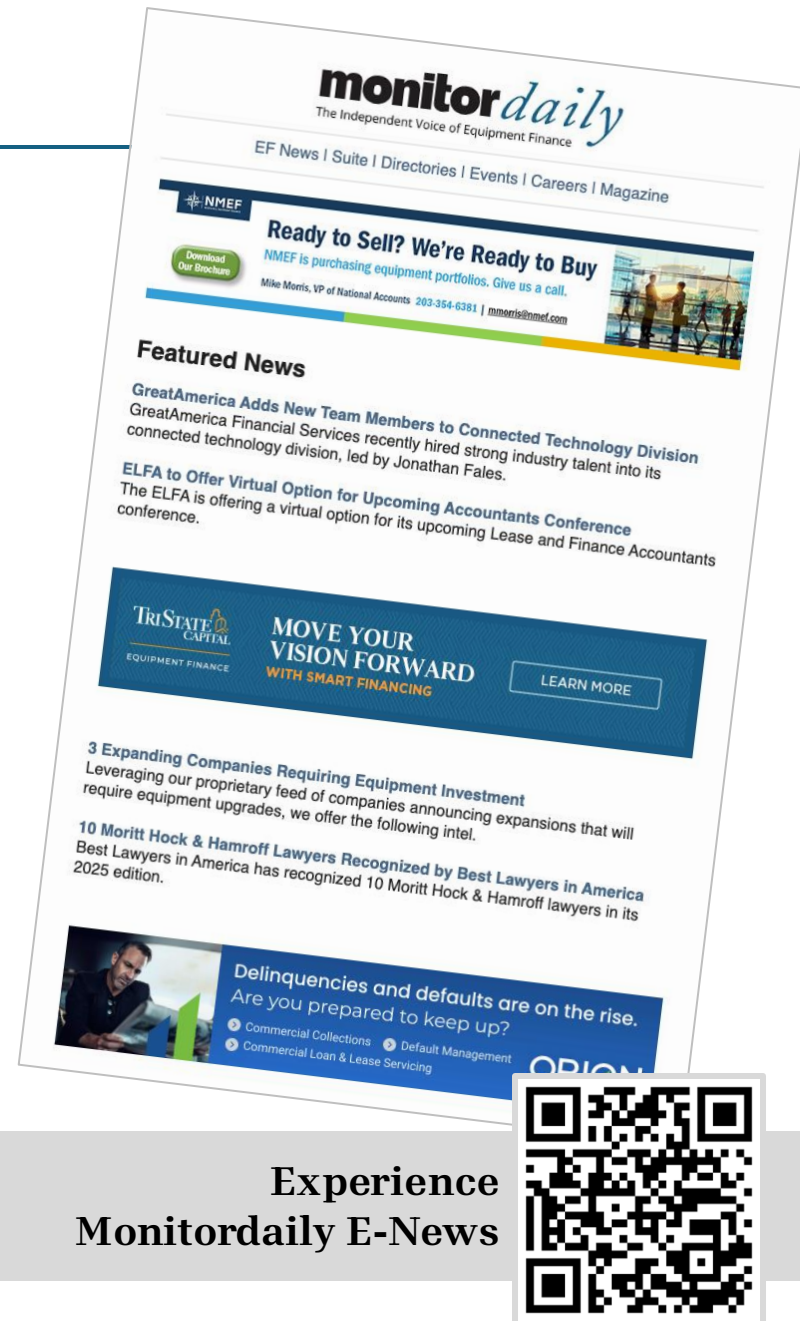 monitordaily
The Independent Voice of Equipment Finance
EF News | Suite | Directories | Events | Careers | Magazine
NMEF
Ready to Sell? We're Ready to Buy
Download
Our Brochure
NMEF is purchasing equipment portfolios. Give us a call.
Mike Morris, VP of National Accounts 203-354-6381 | mmorris@nmef.com
Featured News
GreatAmerica Adds New Team Members to Connected Technology Division
GreatAmerica Financial Services recently hired strong industry talent into its
connected technology division, led by Jonathan Fales.
ELFA to Offer Virtual Option for Upcoming Accountants Conference
The ELFA is offering a virtual option for its upcoming Lease and Finance Accountants
conference.
TRISTATE
CAPITAL
EQUIPMENT FINANCE
MOVE YOUR
VISION FORWARD
WITH SMART FINANCING
LEARN MORE
3 Expanding Companies Requiring Equipment Investment
Leveraging our proprietary feed of companies announcing expansions that will
require equipment upgrades, we offer the following intel.
10 Moritt Hock & Hamroff Lawyers Recognized by Best Lawyers in America
Best Lawyers in America has recognized 10 Moritt Hock & Hamroff lawyers in its
2025 edition.
Delinquencies and defaults are on the rise.
Are you prepared to keep up?
Commercial Collections
Default Management
Commercial Loan & Lease Servicing
ORION
Experience
Monitordaily E-News